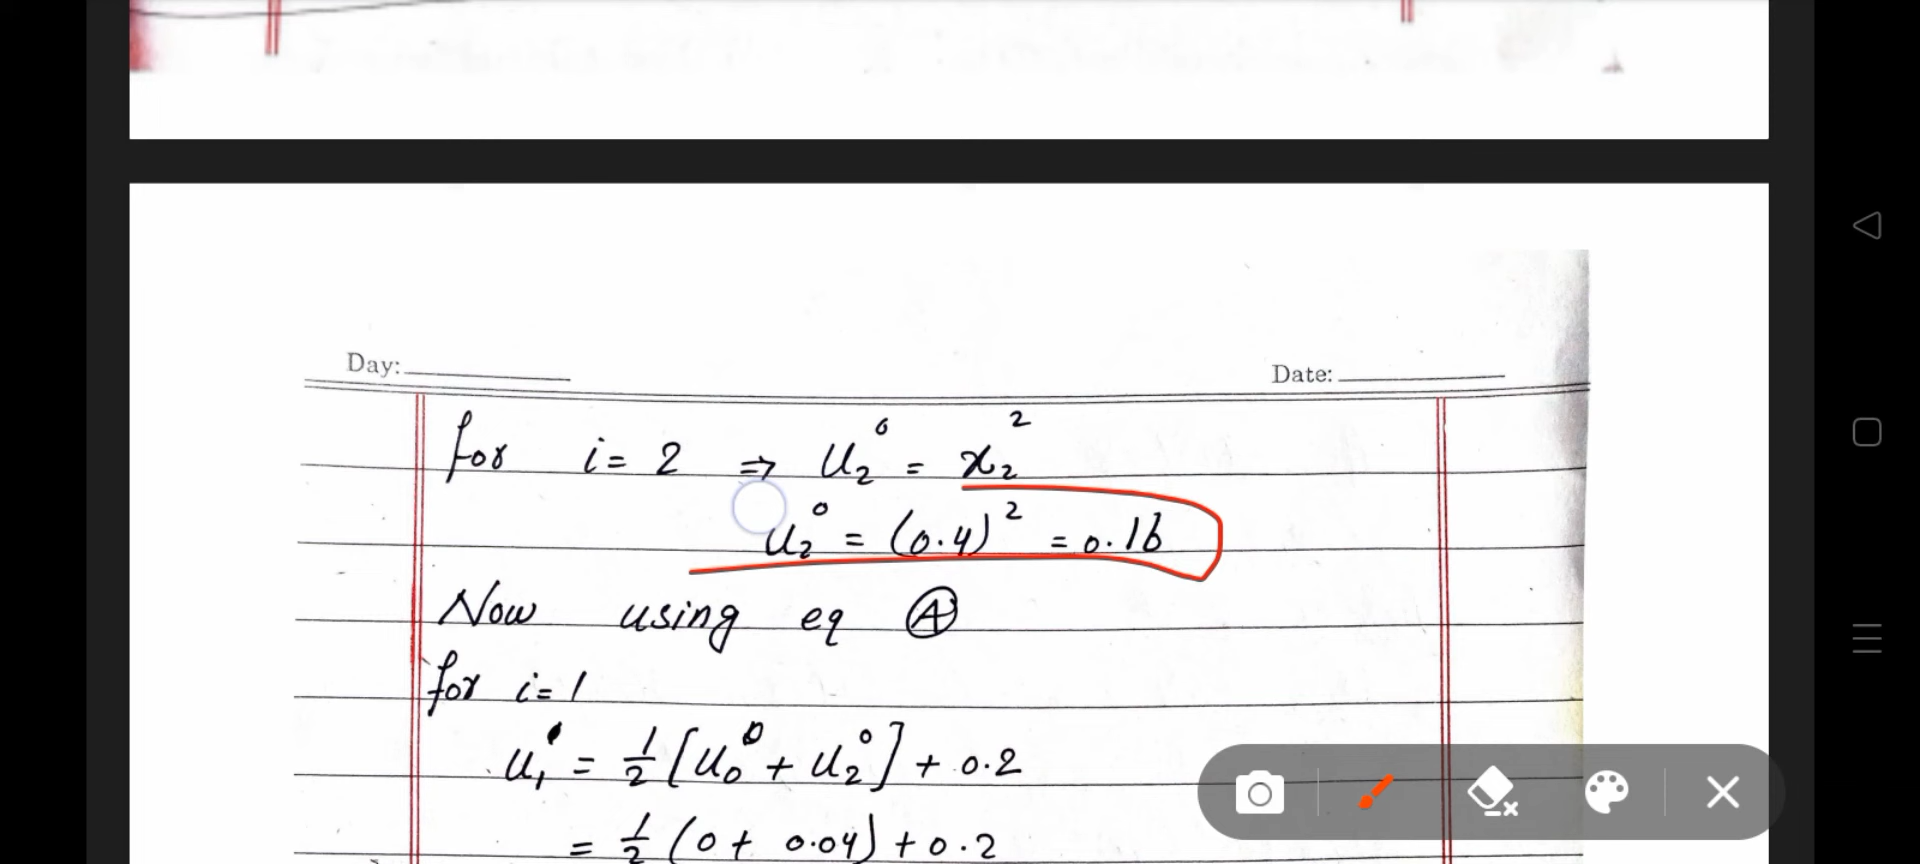 Day:
Date:
for i = 2 ⇒ u₂⁰ = x₂²
u₂⁰ = (0.4)² = 0.16
Now using eq Ⓐ
for i = 1
u₁¹ = 1/2 [u₀⁰ + u₂⁰] + 0.2
= 1/2 (0 + 0.04) + 0.2